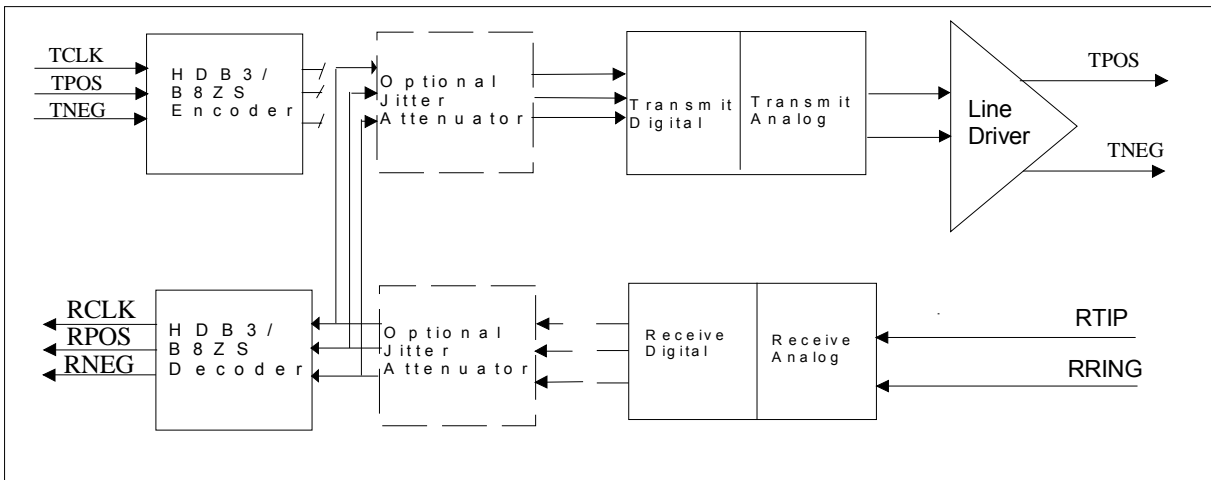 TCLK
TPOS
TNEG
HDB3/
B8ZS
Encoder
Optional
Jitter
Attenuator
Transmit
Digital
Transmit
Analog
Line
Driver
TPOS
TNEG
RCLK
RPOS
RNEG
HDB3/
B8ZS
Decoder
Optional
Jitter
Attenuator
Receive
Digital
Receive
Analog
RTIP
RRING